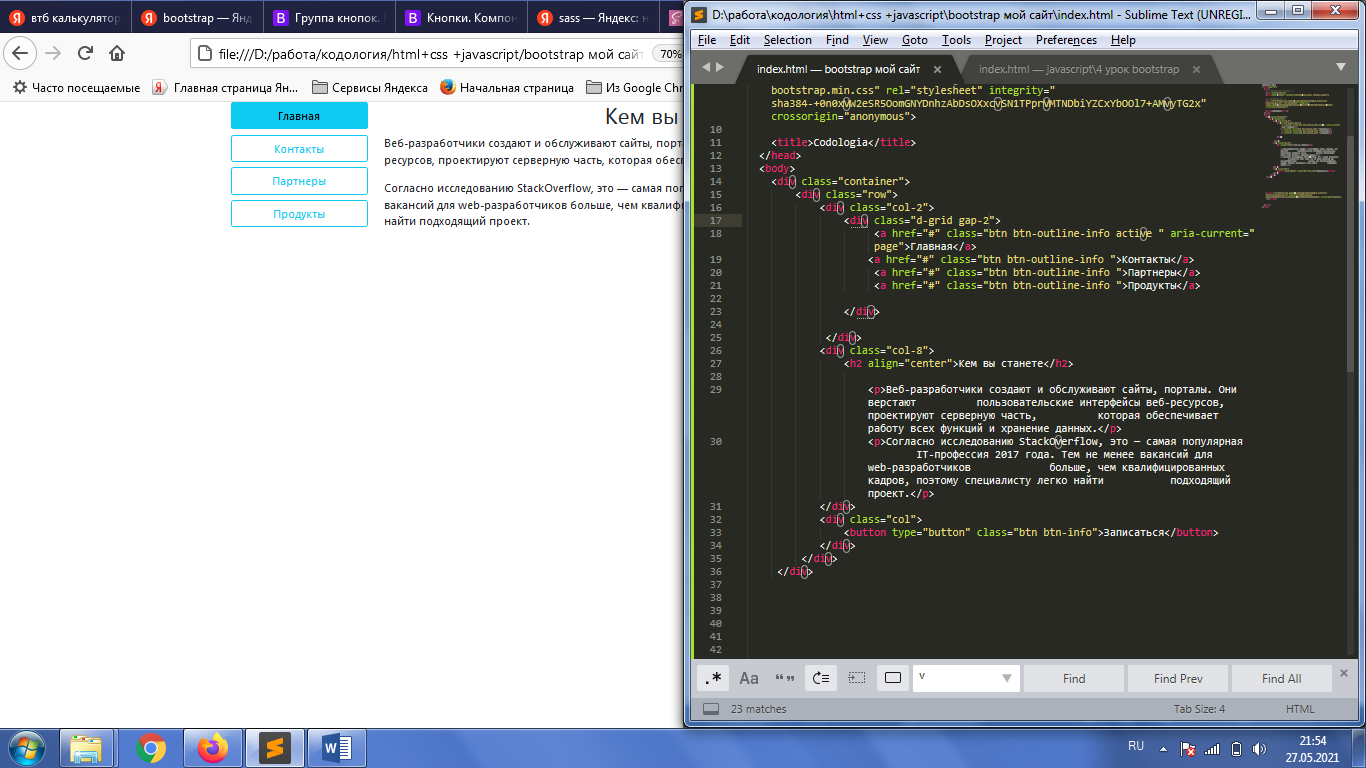 втб калькулятор
bootstrap — Янд
Группа кнопок. Б
Кнопки. Компон
sass — Яндекс: н
file:///D:/работа/кодология/html+css +javascript/bootstrap мой сайт
70%
Часто посещаемые
Главная страница Ян...
Сервисы Яндекса
Начальная страница
Из Google Chr
Главная
Контакты
Партнеры
Продукты
Кем вы
Веб-разработчики создают и обслуживают сайты, порта
ресурсов, проектируют серверную часть, которая обесп
Согласно исследованию StackOverflow, это — самая поп
вакансий для web-разработчиков больше, чем квалифи
найти подходящий проект.
D:\работа\кодология\html+css +javascript\bootstrap мой сайт\index.html - Sublime Text (UNREGI...
File Edit Selection Find View Goto Tools Project Preferences Help
index.html — bootstrap мой сайт
index.html — javascript\4 урок bootstrap
bootstrap.min.css" rel="stylesheet" integrity="
crossorigin="anonymous">
10
11 <title>Codologia</title>
12 </head>
13 <body>
14 <div class="container">
15 <div class="row">
16 <div class="col-2">
17 <div class="d-grid gap-2">
18 <a href="#" class="btn btn-outline-info active " aria-current="
page">Главная</a>
19 <a href="#" class="btn btn-outline-info ">Контакты</a>
20 <a href="#" class="btn btn-outline-info ">Партнеры</a>
21 <a href="#" class="btn btn-outline-info ">Продукты</a>
22
23 </div>
24
25 </div>
26 <div class="col-8">
27 <h2 align="center">Кем вы станете</h2>
28
29 <p>Веб-разработчики создают и обслуживают сайты, порталы. Они
верстают пользовательские интерфейсы веб-ресурсов,
проектируют серверную часть, которая обеспечивает
работу всех функций и хранение данных.</p>
30 <p>Согласно исследованию StackOverflow, это — самая популярная
IT-профессия 2017 года. Тем не менее вакансий для
web-разработчиков больше, чем квалифицированных
кадров, поэтому специалисту легко найти подходящий
проект.</p>
31 </div>
32 <div class="col">
33 <button type="button" class="btn btn-info">Записаться</button>
34 </div>
35 </div>
36 </div>
37
38
39
40
41
42
.* Aa “” v Find Find Prev Find All
23 matches
Tab Size: 4
HTML
RU
21:54
27.05.2021